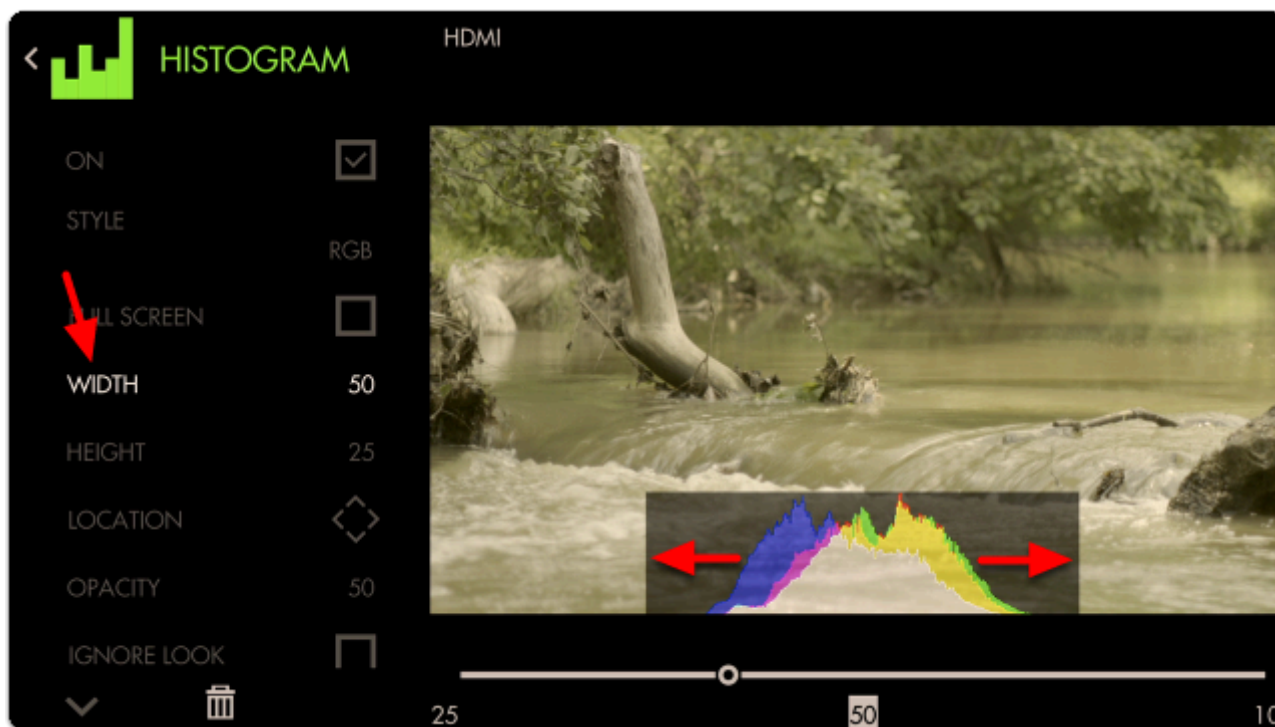 HISTOGRAM
HDMI
ON
STYLE
RGB
FULL SCREEN
WIDTH 50
HEIGHT 25
LOCATION
OPACITY 50
IGNORE LOOK
25 50